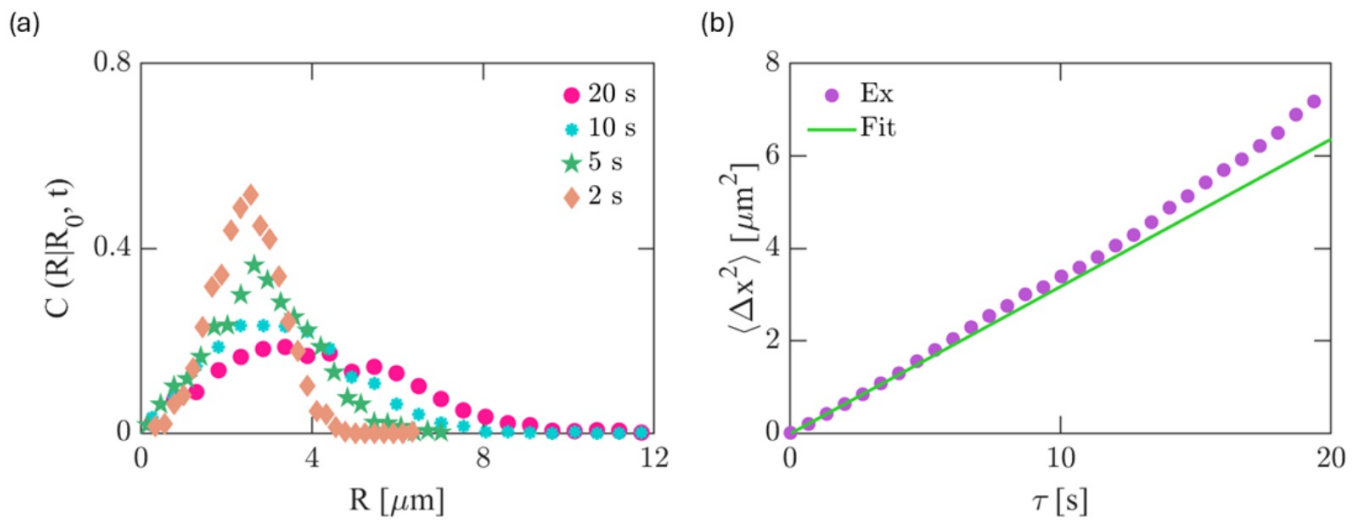 (a)
0.8
0.4
0
C (R|R₀, t)
20 s
10 s
5 s
2 s
0
4
8
12
R [μm]
(b)
8
6
4
2
0
⟨Δx²⟩ [μm²]
Ex
Fit
0
10
20
τ [s]